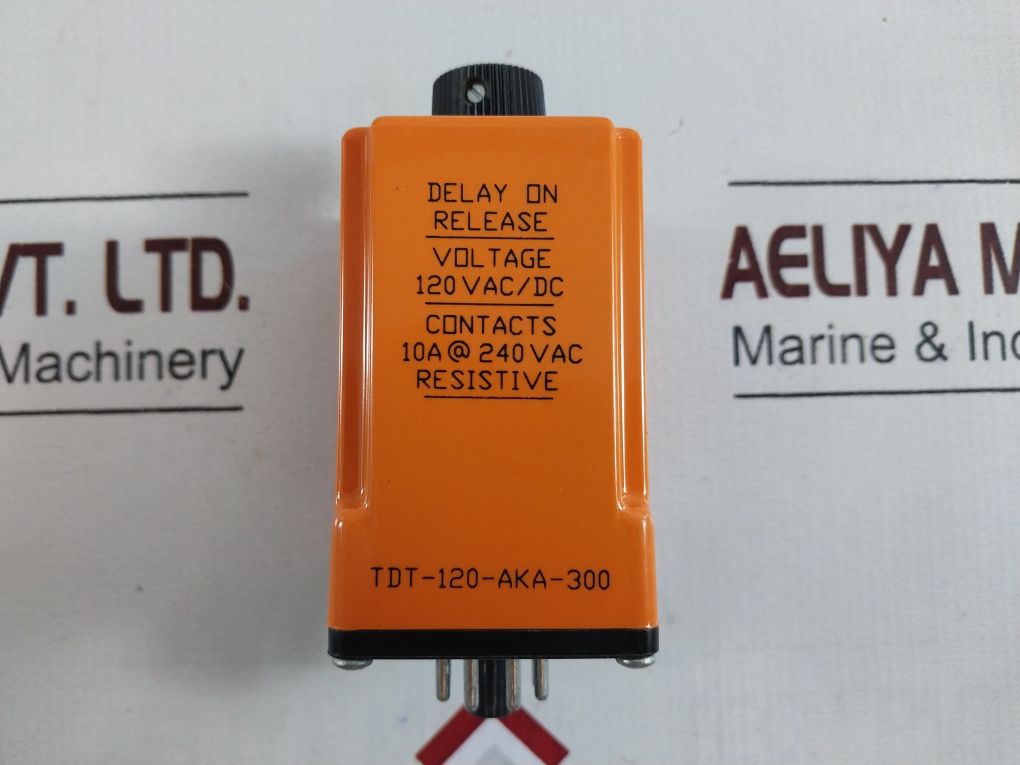 DELAY ON
RELEASE
VOLTAGE
120 VAC/DC
CONTACTS
10A @ 240 VAC
RESISTIVE
TDT-120-AKA-300
VT. LTD.
Machinery
AELIYA M
Marine & Ind